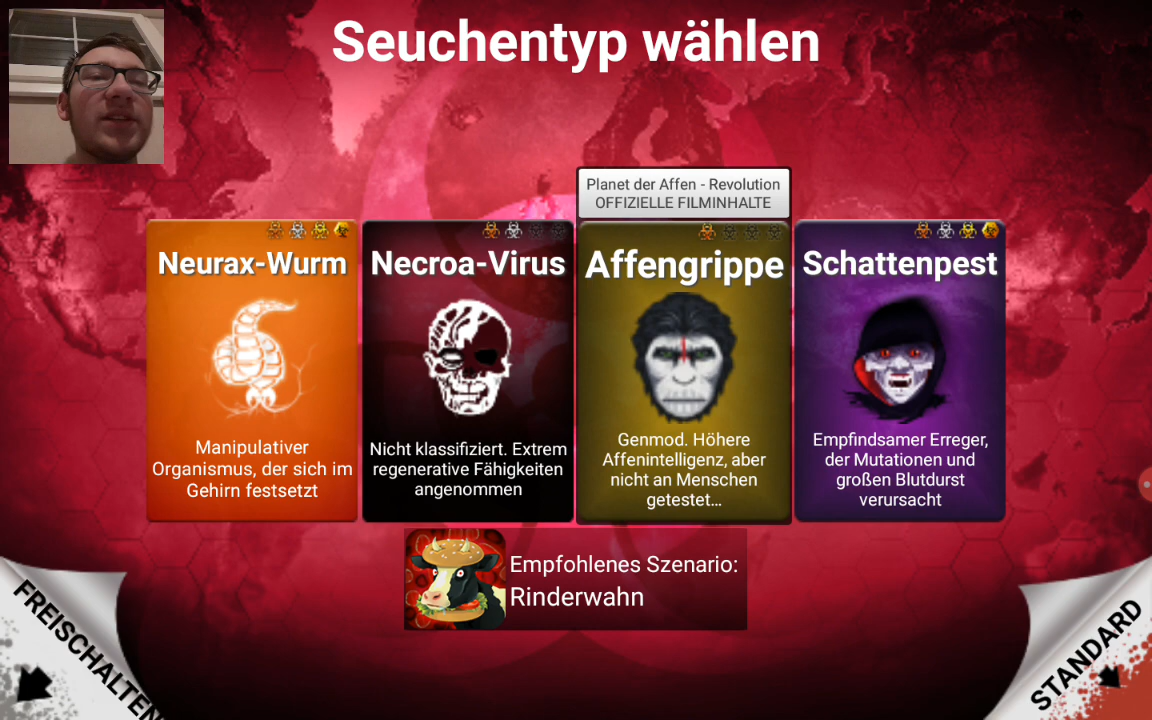 Seuchentyp wählen
Planet der Affen - Revolution
OFFIZIELLE FILMINHALTE
Neurax-Wurm
Manipulativer
Organismus, der sich im
Gehirn festsetzt
Necroa-Virus
Nicht klassifiziert. Extrem
regenerative Fähigkeiten
angenommen
Affengrippe
Genmod. Höhere
Affenintelligenz, aber
nicht an Menschen
getestet…
Schattenpest
Empfindsamer Erreger,
der Mutationen und
großen Blutdurst
verursacht
Empfohlenes Szenario:
Rinderwahn
FREISCHALTEN
STANDARD